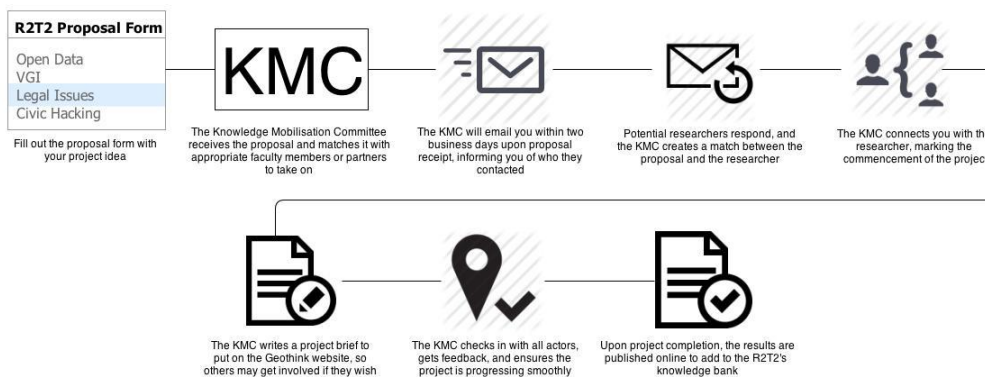 R2T2 Proposal Form
Open Data
VGI
Legal Issues
Civic Hacking
Fill out the proposal form with
your project idea
KMC
The Knowledge Mobilisation Committee
receives the proposal and matches it with
appropriate faculty members or partners
to take on
The KMC will email you within two
business days upon proposal
receipt, informing you of who they
contacted
Potential researchers respond, and
the KMC creates a match between the
proposal and the researcher
The KMC connects you with th
researcher, marking the
commencement of the projec
The KMC writes a project brief to
put on the Geothink website, so
others may get involved if they wish
The KMC checks in with all actors,
gets feedback, and ensures the
project is progressing smoothly
Upon project completion, the results are
published online to add to the R2T2's
knowledge bank